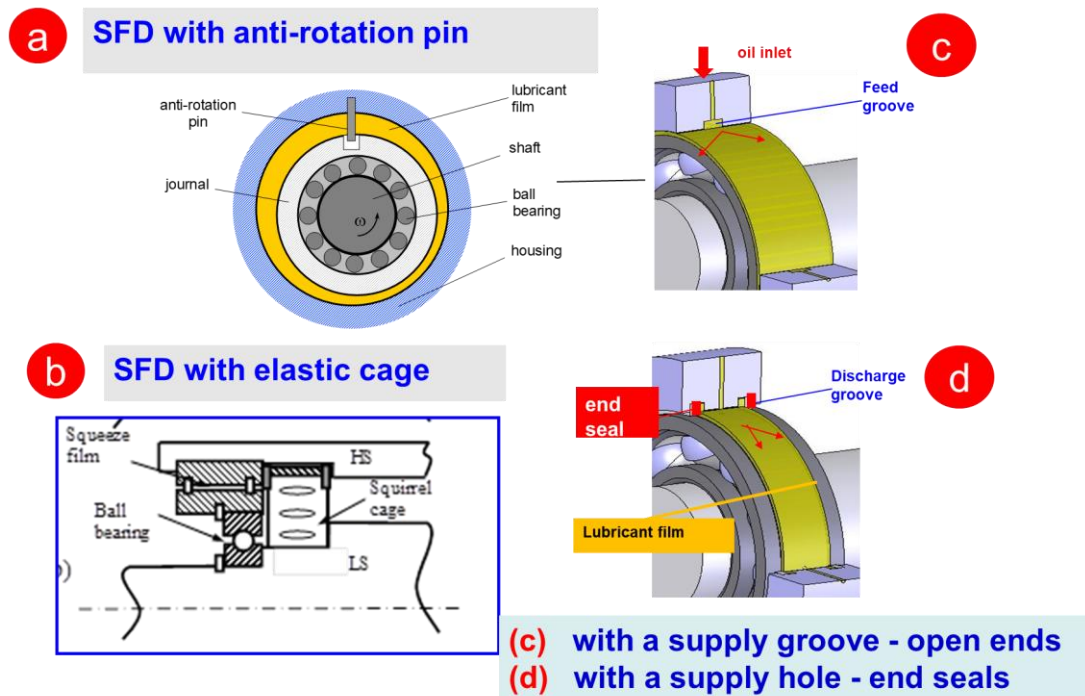 a
SFD with anti-rotation pin
anti-rotation
pin
journal
lubricant
film
shaft
ball
bearing
housing
ω
c
oil inlet
Feed
groove
b
SFD with elastic cage
Squeeze
film
Ball
bearing
HS
Squirrel
cage
LS
)
d
end
seal
Discharge
groove
Lubricant film
(c) with a supply groove - open ends
(d) with a supply hole - end seals